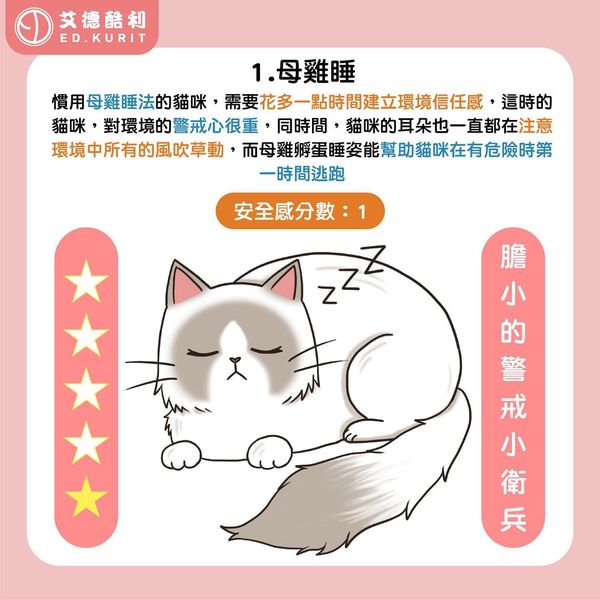 艾德酷利
ED.KURIT
1.母雞睡
慣用母雞睡法的貓咪，需要花多一點時間建立環境信任感，這時的
貓咪，對環境的警戒心很重，同時間，貓咪的耳朵也一直都在注意
環境中所有的風吹草動，而母雞孵蛋睡姿能幫助貓咪在有危險時第
一時間逃跑
安全感分數：1
zzz
膽小的警戒小衛兵